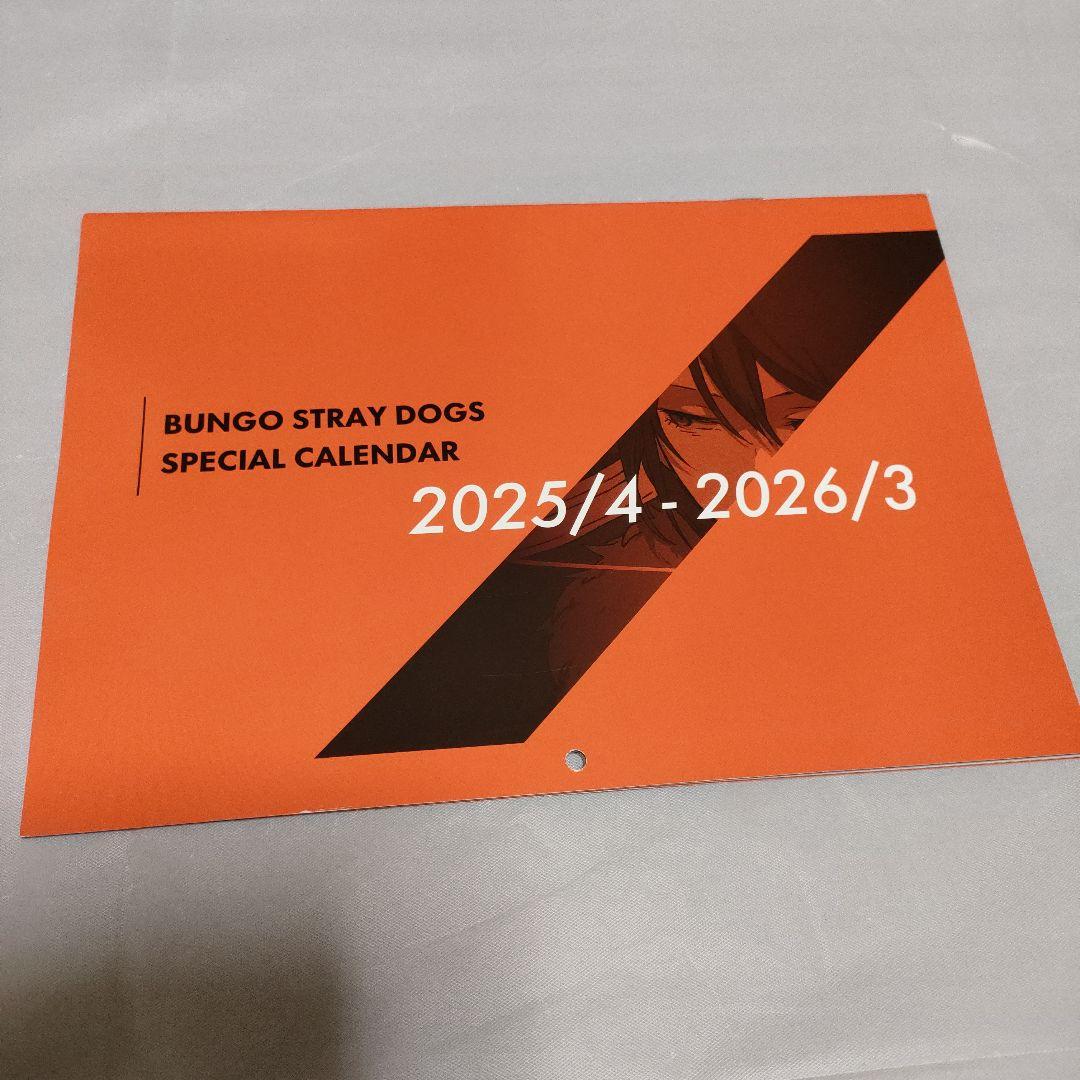 BUNGO STRAY DOGS
SPECIAL CALENDAR
2025/4 - 2026/3